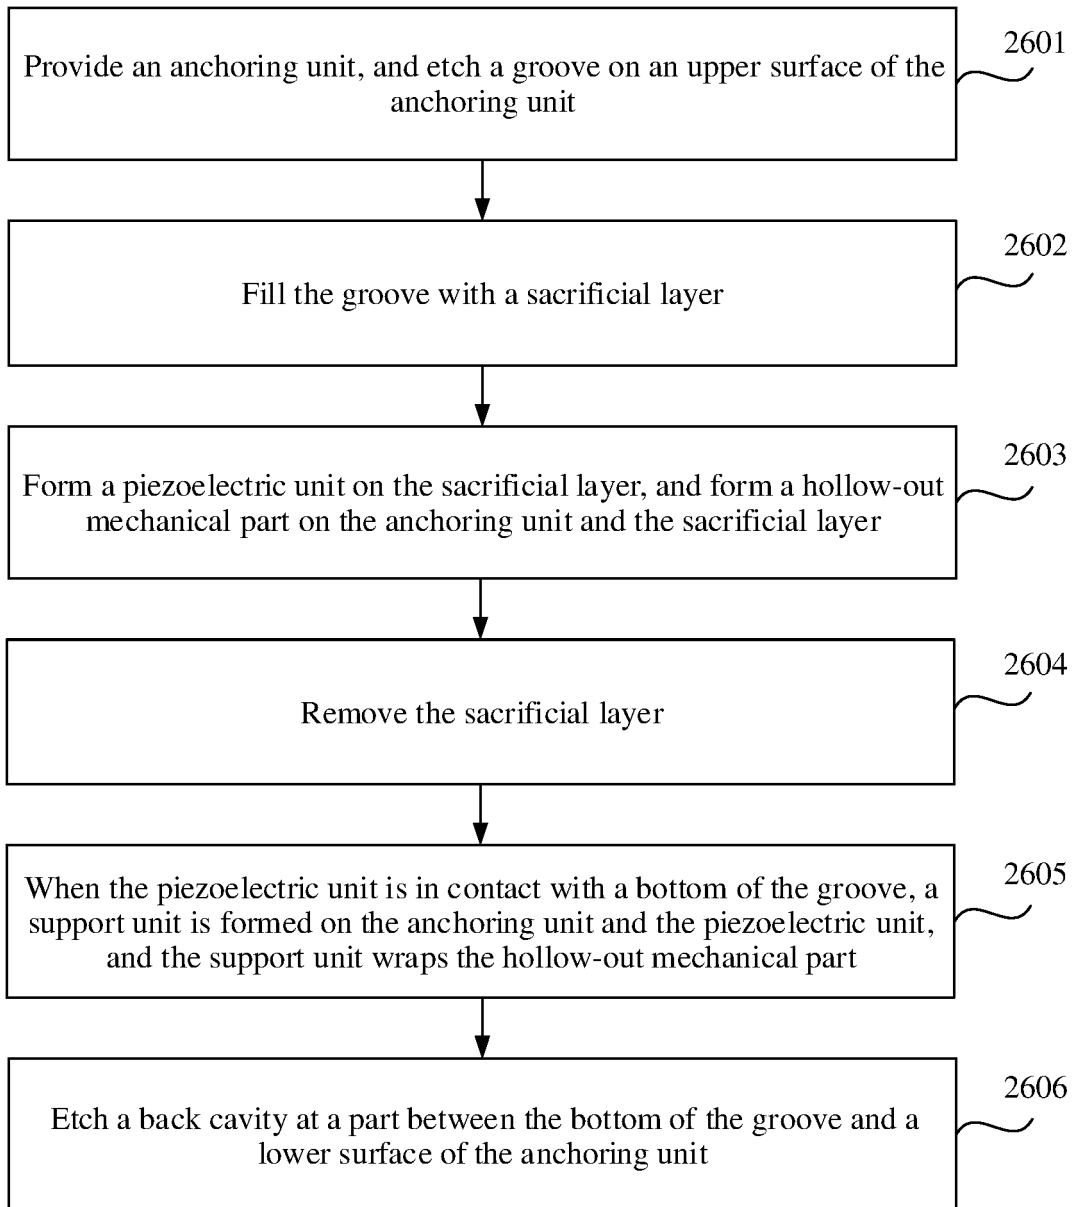 2601
Provide an anchoring unit, and etch a groove on an upper surface of the
anchoring unit
2602
Fill the groove with a sacrificial layer
2603
Form a piezoelectric unit on the sacrificial layer, and form a hollow-out
mechanical part on the anchoring unit and the sacrificial layer
2604
Remove the sacrificial layer
2605
When the piezoelectric unit is in contact with a bottom of the groove, a
support unit is formed on the anchoring unit and the piezoelectric unit,
and the support unit wraps the hollow-out mechanical part
2606
Etch a back cavity at a part between the bottom of the groove and a
lower surface of the anchoring unit